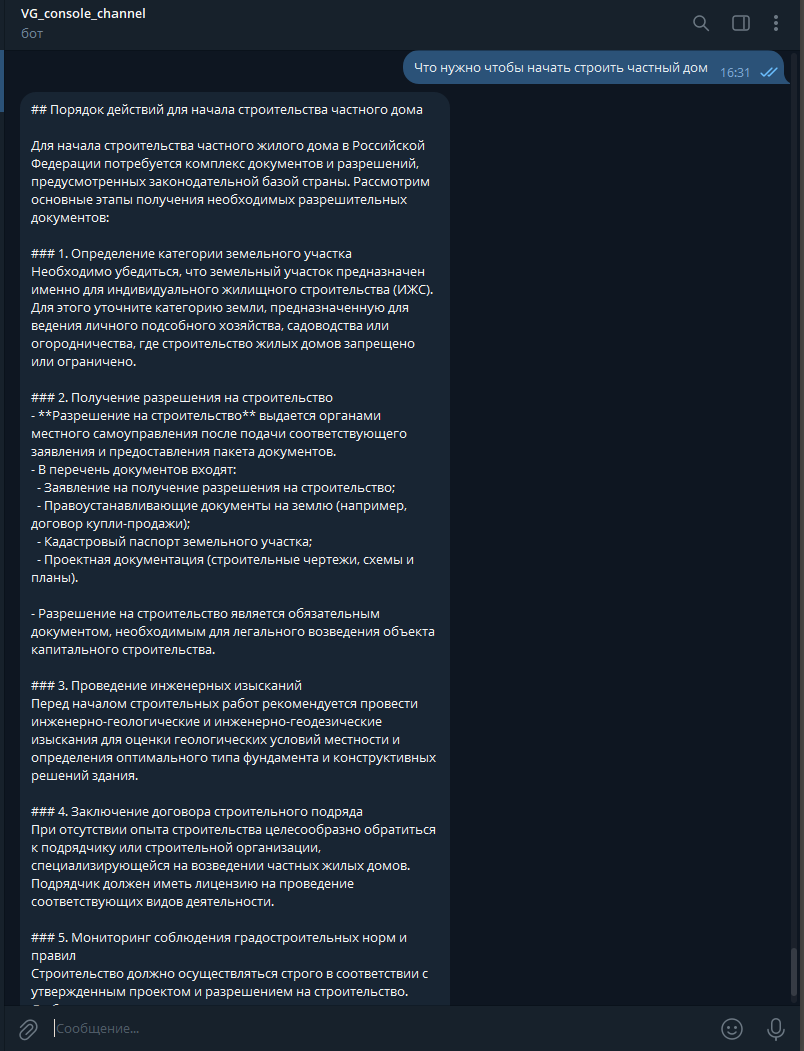 VG_console_channel
бот
Что нужно чтобы начать строить частный дом 16:31
## Порядок действий для начала строительства частного дома
Для начала строительства частного жилого дома в Российской
Федерации потребуется комплекс документов и разрешений,
предусмотренных законодательной базой страны. Рассмотрим
основные этапы получения необходимых разрешительных
документов:
### 1. Определение категории земельного участка
Необходимо убедиться, что земельный участок предназначен
именно для индивидуального жилищного строительства (ИЖС).
Для этого уточните категорию земли, предназначенную для
ведения личного подсобного хозяйства, садоводства или
огородничества, где строительство жилых домов запрещено
или ограничено.
### 2. Получение разрешения на строительство
- **Разрешение на строительство** выдается органами
местного самоуправления после подачи соответствующего
заявления и предоставления пакета документов.
- В перечень документов входят:
- Заявление на получение разрешения на строительство;
- Правоустанавливающие документы на землю (например,
договор купли-продажи);
- Кадастровый паспорт земельного участка;
- Проектная документация (строительные чертежи, схемы и
планы).
- Разрешение на строительство является обязательным
документом, необходимым для легального возведения объекта
капитального строительства.
### 3. Проведение инженерных изысканий
Перед началом строительных работ рекомендуется провести
инженерно-геологические и инженерно-геодезические
изыскания для оценки геологических условий местности и
определения оптимального типа фундамента и конструктивных
решений здания.
### 4. Заключение договора строительного подряда
При отсутствии опыта строительства целесообразно обратиться
к подрядчику или строительной организации,
специализирующейся на возведении частных жилых домов.
Подрядчик должен иметь лицензию на проведение
соответствующих видов деятельности.
### 5. Мониторинг соблюдения градостроительных норм и
правил
Строительство должно осуществляться строго в соответствии с
утвержденным проектом и разрешением на строительство.
Сообщение...